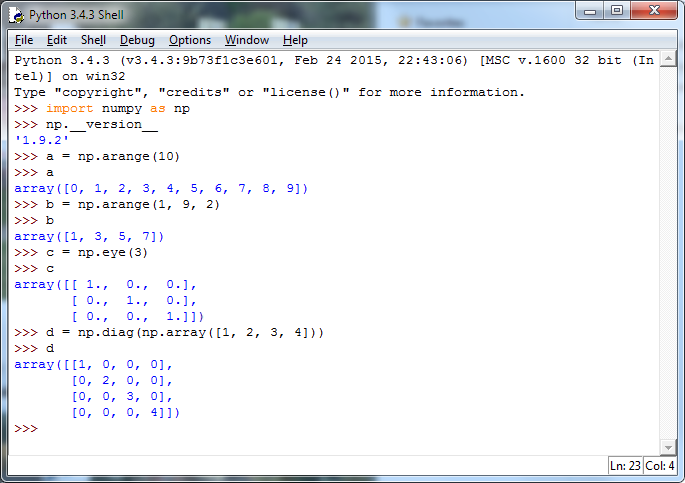 Python 3.4.3 Shell
File Edit Shell Debug Options Window Help
Python 3.4.3 (v3.4.3:9b73f1c3e601, Feb 24 2015, 22:43:06) [MSC v.1600 32 bit (In
tel)] on win32
Type "copyright", "credits" or "license()" for more information.
>>> import numpy as np
>>> np.__version__
'1.9.2'
>>> a = np.arange(10)
>>> a
array([0, 1, 2, 3, 4, 5, 6, 7, 8, 9])
>>> b = np.arange(1, 9, 2)
>>> b
array([1, 3, 5, 7])
>>> c = np.eye(3)
>>> c
array([[ 1.,  0.,  0.],
       [ 0.,  1.,  0.],
       [ 0.,  0.,  1.]])
>>> d = np.diag(np.array([1, 2, 3, 4]))
>>> d
array([[1, 0, 0, 0],
       [0, 2, 0, 0],
       [0, 0, 3, 0],
       [0, 0, 0, 4]])
>>>
Ln: 23 Col: 4